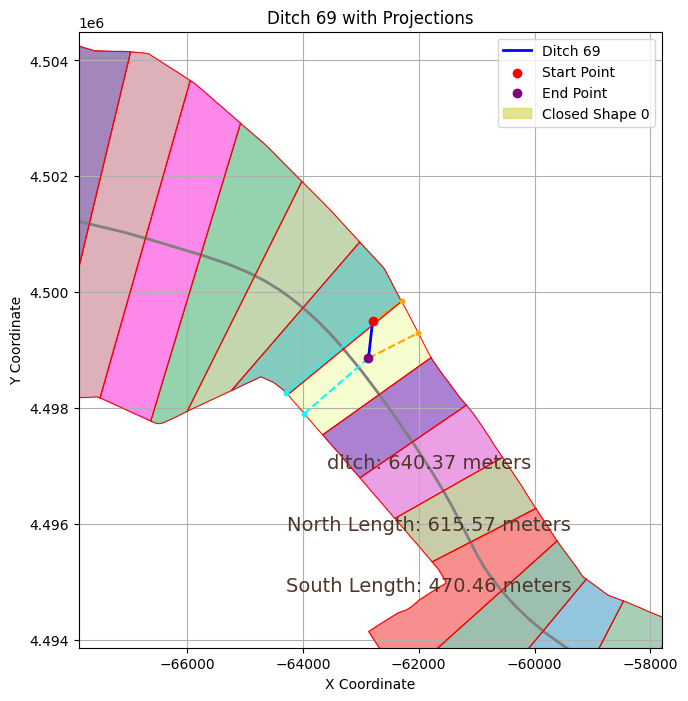 Ditch 69 with Projections
1e6
Ditch 69
Start Point
End Point
Closed Shape 0
4.504
4.502
4.500
4.498
4.496
4.494
Y Coordinate
ditch: 640.37 meters
North Length: 615.57 meters
South Length: 470.46 meters
−66000
−64000
−62000
−60000
−58000
X Coordinate